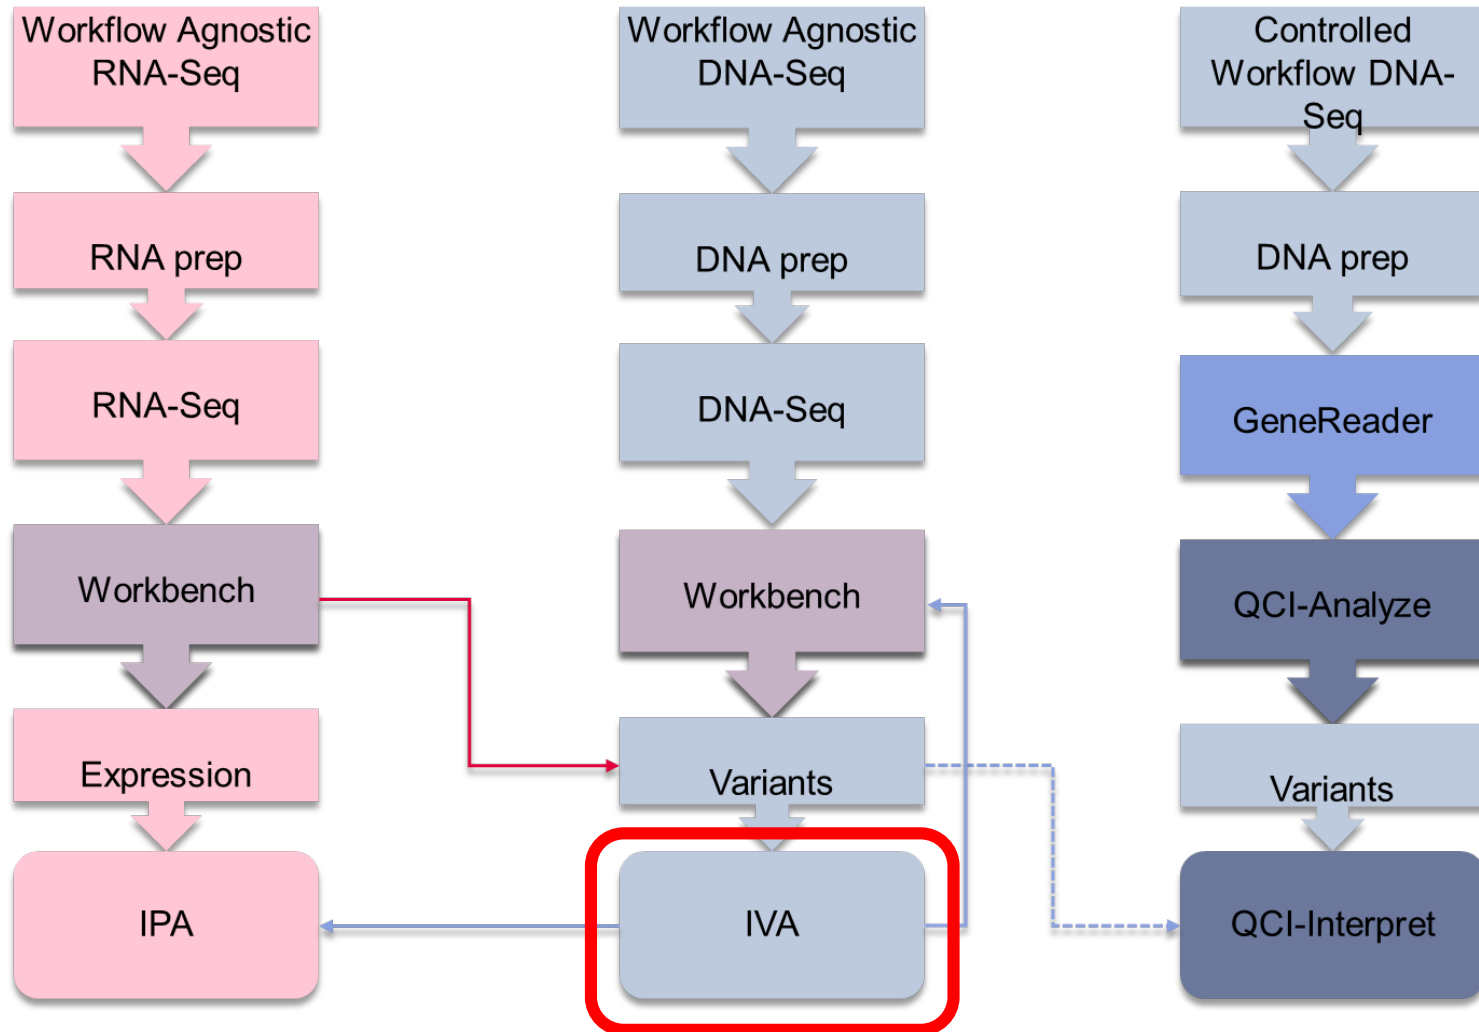 Workflow Agnostic
RNA-Seq
RNA prep
RNA-Seq
Workbench
Expression
IPA
Workflow Agnostic
DNA-Seq
DNA prep
DNA-Seq
Workbench
Variants
IVA
Controlled
Workflow DNA-
Seq
DNA prep
GeneReader
QCI-Analyze
Variants
QCI-Interpret